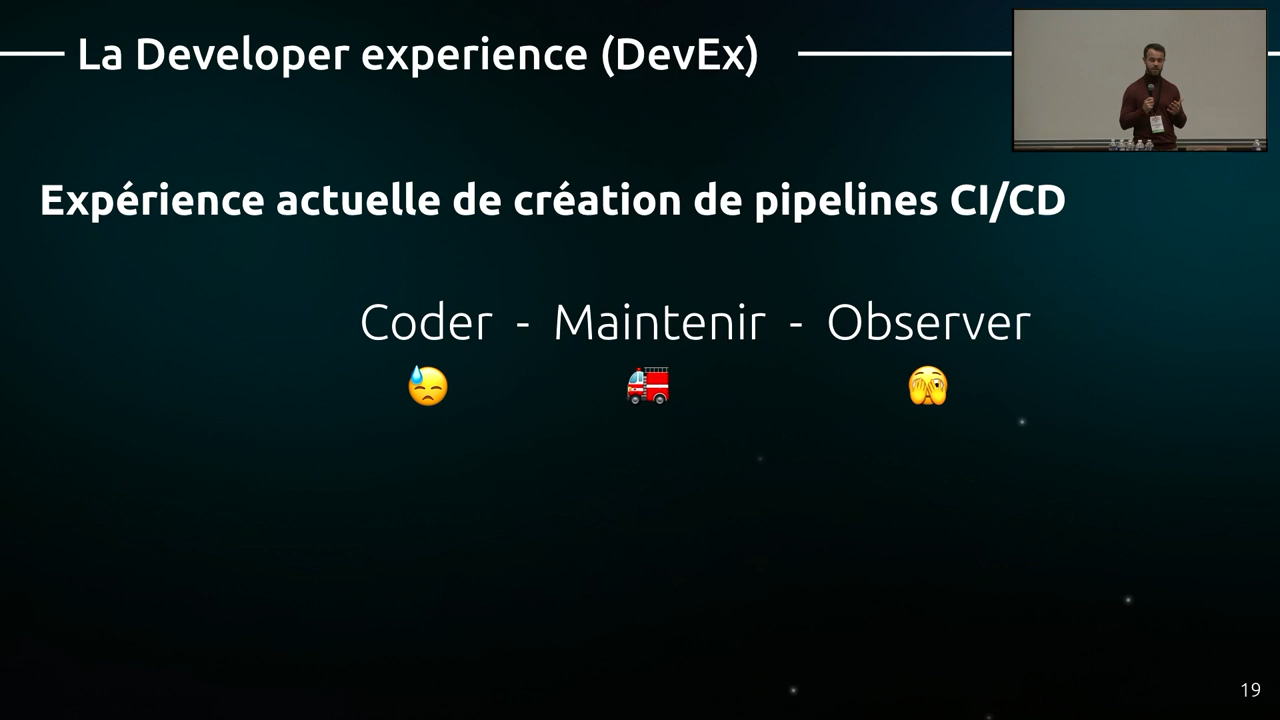 La Developer experience (DevEx)
Expérience actuelle de création de pipelines CI/CD
Coder - Maintenir - Observer
19